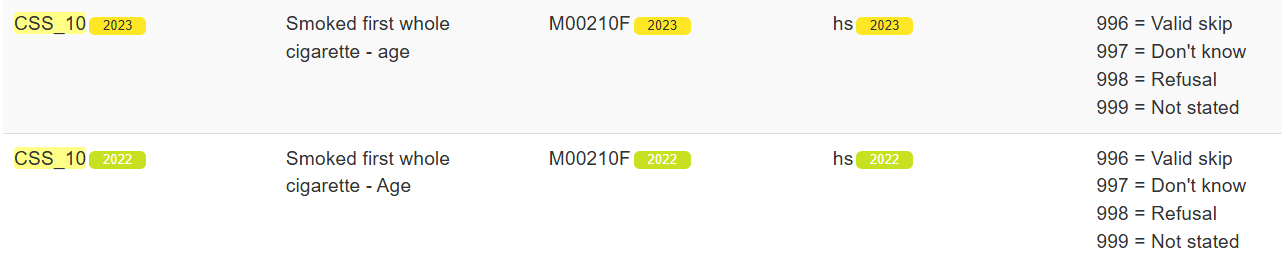 CSS_10 2023 Smoked first whole M00210F 2023 hs 2023 996 = Valid skip
cigarette - age 997 = Don't know
998 = Refusal
999 = Not stated
CSS_10 2022 Smoked first whole M00210F 2022 hs 2022 996 = Valid skip
cigarette - Age 997 = Don't know
998 = Refusal
999 = Not stated